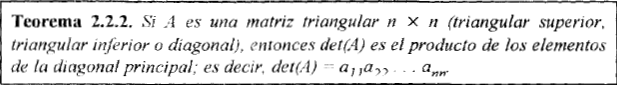 Teorema 2.2.2. Si A es una matriz triangular n × n (triangular superior,
triangular inferior o diagonal), entonces det(A) es el producto de los elementos
de la diagonal principal; es decir, det(A) = a₁₁a₂₂ . . . aₙₙ.